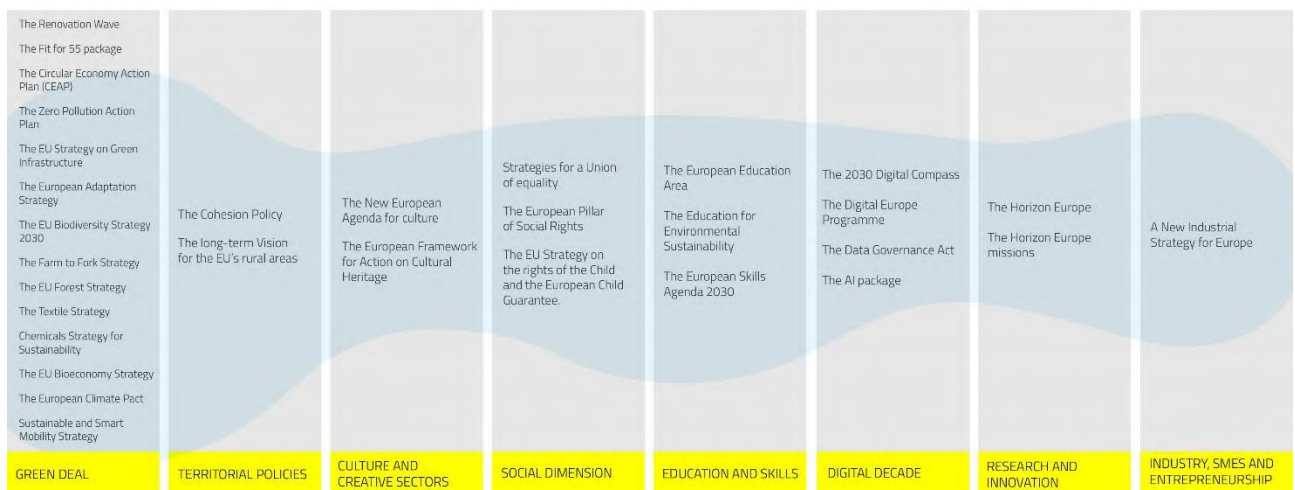 The Renovation Wave
The Fit for 55 package
The Circular Economy Action
Plan (CEAP)
The Zero Pollution Action
Plan
The EU Strategy on Green
Infrastructure
The European Adaptation
Strategy
The EU Biodiversity Strategy
2030
The Farm to Fork Strategy
The EU Forest Strategy
The Textile Strategy
Chemicals Strategy for
Sustainability
The EU Bioeconomy Strategy
The European Climate Pact
Sustainable and Smart
Mobility Strategy
GREEN DEAL
The Cohesion Policy
The long-term Vision
for the EU's rural areas
TERRITORIAL POLICIES
The New European
Agenda for culture
The European Framework
for Action on Cultural
Heritage
CULTURE AND
CREATIVE SECTORS
Strategies for a Union
of equality
The European Pillar
of Social Rights
The EU Strategy on
the rights of the Child
and the European Child
Guarantee.
SOCIAL DIMENSION
The European Education
Area
The Education for
Environmental
Sustainability
The European Skills
Agenda 2030
EDUCATION AND SKILLS
The 2030 Digital Compass
The Digital Europe
Programme
The Data Governance Act
The AI package
DIGITAL DECADE
The Horizon Europe
The Horizon Europe
missions
RESEARCH AND
INNOVATION
A New Industrial
Strategy for Europe
INDUSTRY, SMES AND
ENTREPRENEURSHIP